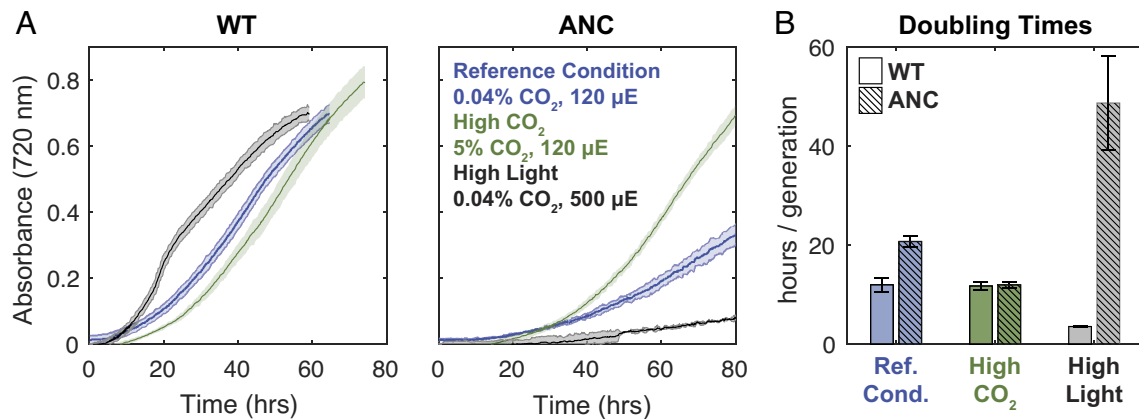 A
WT
Absorbance (720 nm)
0.8
0.6
0.4
0.2
0
0
20
40
60
80
Time (hrs)
ANC
Reference Condition
0.04% CO₂, 120 μE
High CO₂
5% CO₂, 120 μE
High Light
0.04% CO₂, 500 μE
0
20
40
60
80
Time (hrs)
B
Doubling Times
hours / generation
60
40
20
0
WT
ANC
Ref.
Cond.
High
CO₂
High
Light